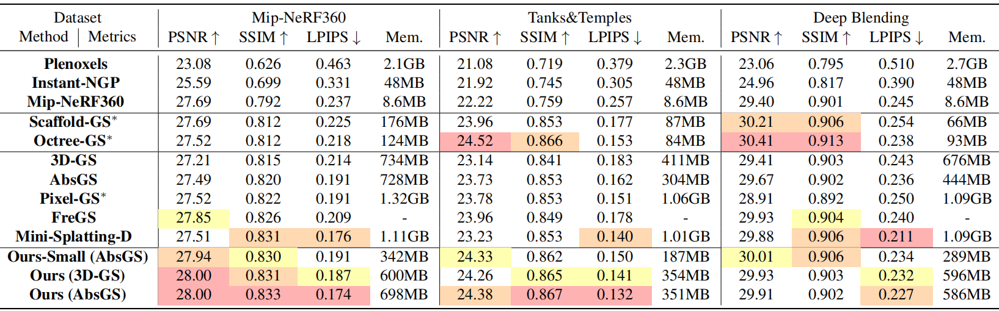 Dataset Mip-NeRF360 Tanks&Temples Deep Blending
Method | Metrics PSNR ↑ SSIM ↑ LPIPS ↓ Mem. PSNR ↑ SSIM ↑ LPIPS ↓ Mem. PSNR ↑ SSIM ↑ LPIPS ↓ Mem.
Plenoxels 23.08 0.626 0.463 2.1GB 21.08 0.719 0.379 2.3GB 23.06 0.795 0.510 2.7GB
Instant-NGP 25.59 0.699 0.331 48MB 21.92 0.745 0.305 48MB 24.96 0.817 0.390 48MB
Mip-NeRF360 27.69 0.792 0.237 8.6MB 22.22 0.759 0.257 8.6MB 29.40 0.901 0.245 8.6MB
Scaffold-GS* 27.69 0.812 0.225 176MB 23.96 0.853 0.177 87MB 30.21 0.906 0.254 66MB
Octree-GS* 27.52 0.812 0.218 124MB 24.52 0.866 0.153 84MB 30.41 0.913 0.238 93MB
3D-GS 27.21 0.815 0.214 734MB 23.14 0.841 0.183 411MB 29.41 0.903 0.243 676MB
AbsGS 27.49 0.820 0.191 728MB 23.73 0.853 0.162 304MB 29.67 0.902 0.236 444MB
Pixel-GS* 27.52 0.822 0.191 1.32GB 23.78 0.853 0.151 1.06GB 28.91 0.892 0.250 1.09GB
FreGS 27.85 0.826 0.209 - 23.96 0.849 0.178 - 29.93 0.904 0.240 -
Mini-Splatting-D 27.51 0.831 0.176 1.11GB 23.23 0.853 0.140 1.01GB 29.88 0.906 0.211 1.09GB
Ours-Small (AbsGS) 27.94 0.830 0.191 342MB 24.33 0.862 0.150 187MB 30.01 0.906 0.234 289MB
Ours (3D-GS) 28.00 0.831 0.187 600MB 24.26 0.865 0.141 354MB 29.93 0.903 0.232 596MB
Ours (AbsGS) 28.00 0.833 0.174 698MB 24.38 0.867 0.132 351MB 29.91 0.902 0.227 586MB